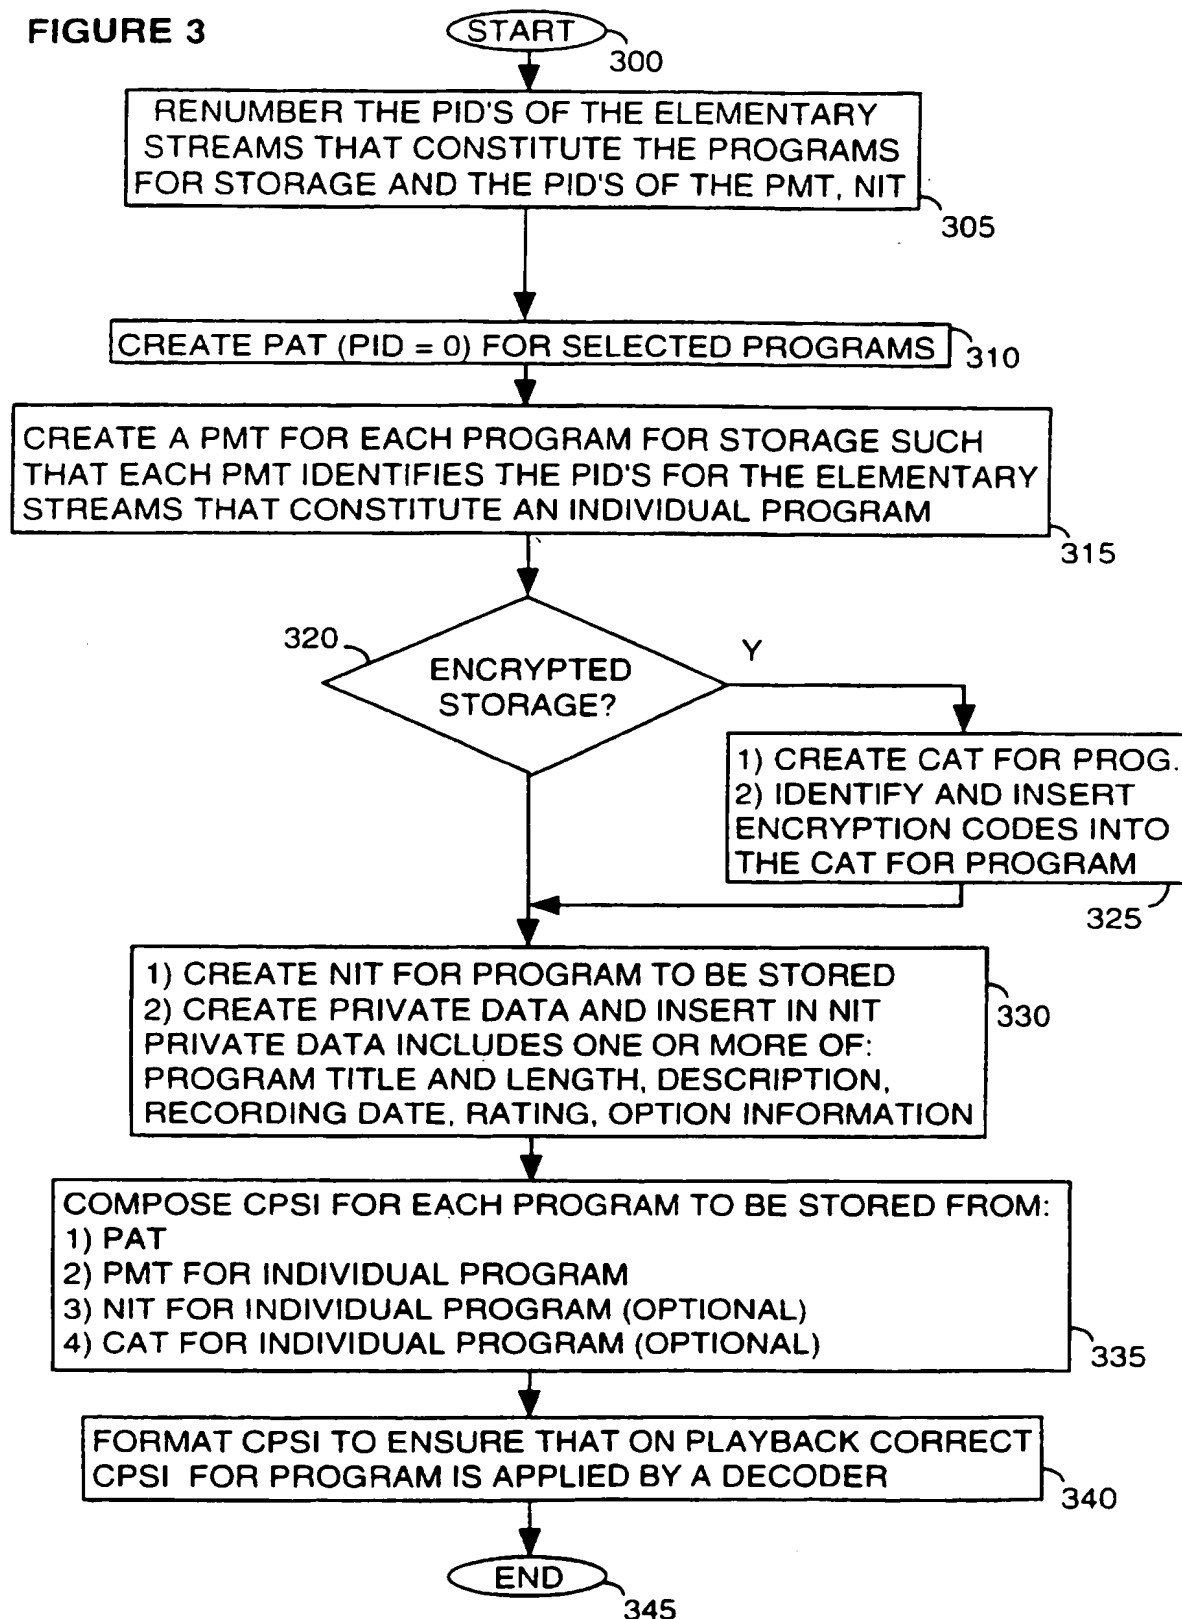 FIGURE 3
START
300
RENUMBER THE PID'S OF THE ELEMENTARY
STREAMS THAT CONSTITUTE THE PROGRAMS
FOR STORAGE AND THE PID'S OF THE PMT, NIT
305
CREATE PAT (PID = 0) FOR SELECTED PROGRAMS
310
CREATE A PMT FOR EACH PROGRAM FOR STORAGE SUCH
THAT EACH PMT IDENTIFIES THE PID'S FOR THE ELEMENTARY
STREAMS THAT CONSTITUTE AN INDIVIDUAL PROGRAM
315
320
ENCRYPTED
STORAGE?
Y
1) CREATE CAT FOR PROG.
2) IDENTIFY AND INSERT
ENCRYPTION CODES INTO
THE CAT FOR PROGRAM
325
1) CREATE NIT FOR PROGRAM TO BE STORED
2) CREATE PRIVATE DATA AND INSERT IN NIT
PRIVATE DATA INCLUDES ONE OR MORE OF:
PROGRAM TITLE AND LENGTH, DESCRIPTION,
RECORDING DATE, RATING, OPTION INFORMATION
330
COMPOSE CPSI FOR EACH PROGRAM TO BE STORED FROM:
1) PAT
2) PMT FOR INDIVIDUAL PROGRAM
3) NIT FOR INDIVIDUAL PROGRAM (OPTIONAL)
4) CAT FOR INDIVIDUAL PROGRAM (OPTIONAL)
335
FORMAT CPSI TO ENSURE THAT ON PLAYBACK CORRECT
CPSI FOR PROGRAM IS APPLIED BY A DECODER
340
END
345